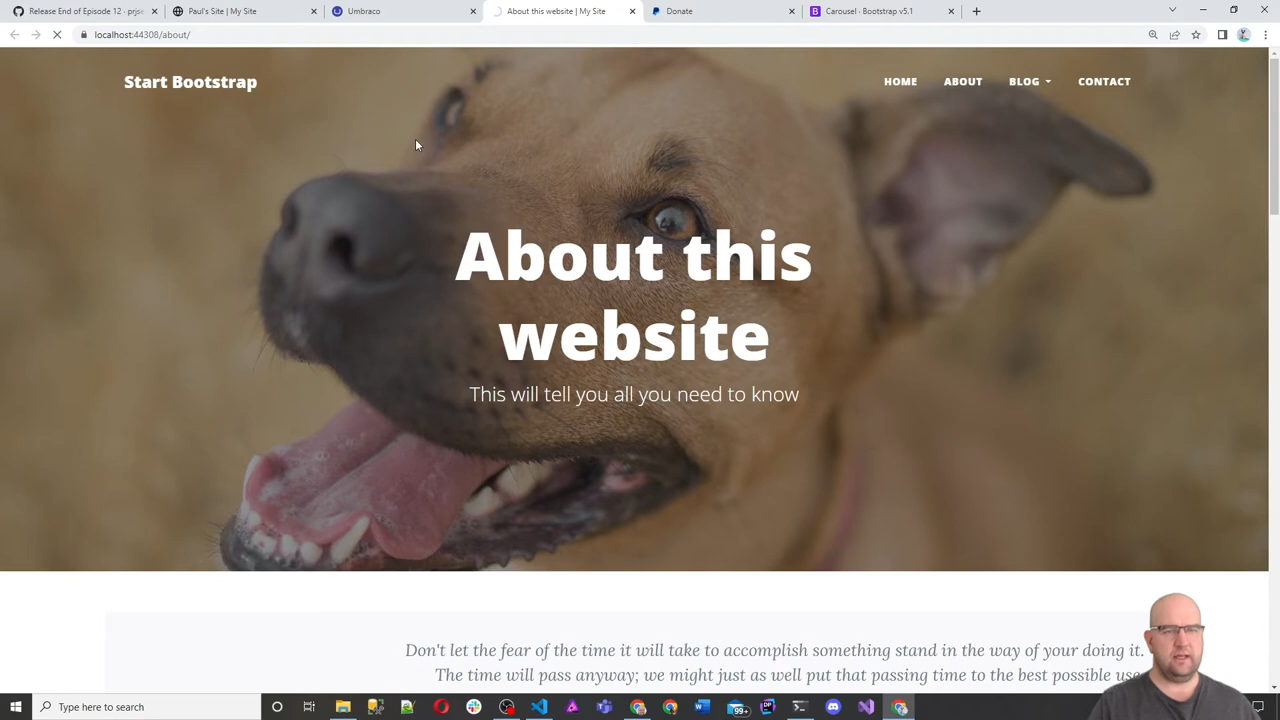 Release End of Episode 12 · prjse
Paul's Site | My Site
Umbraco
About this website | My Site
Donate
Carousel · Bootstrap v5.1
localhost:44308/about/
Start Bootstrap
HOME
ABOUT
BLOG
CONTACT
About this
website
This will tell you all you need to know
Don't let the fear of the time it will take to accomplish something stand in the way of your doing it.
The time will pass anyway; we might just as well put that passing time to the best possible use
Type here to search
99+
DP